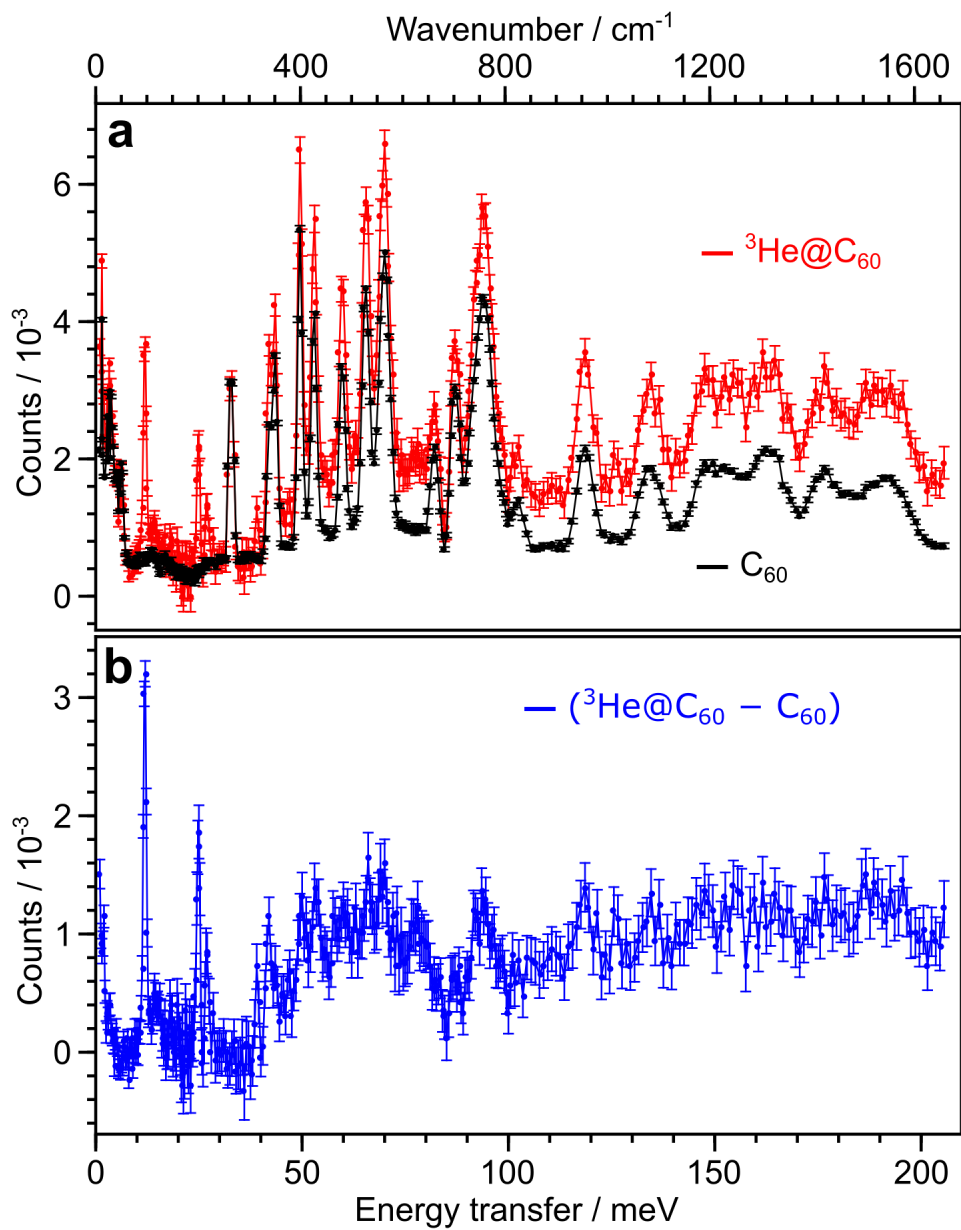 Wavenumber / cm⁻¹
0 400 800 1200 1600
a
6
4
2
0
Counts / 10⁻³
³He@C₆₀
C₆₀
b
3
2
1
0
Counts / 10⁻³
(³He@C₆₀ − C₆₀)
0 50 100 150 200
Energy transfer / meV